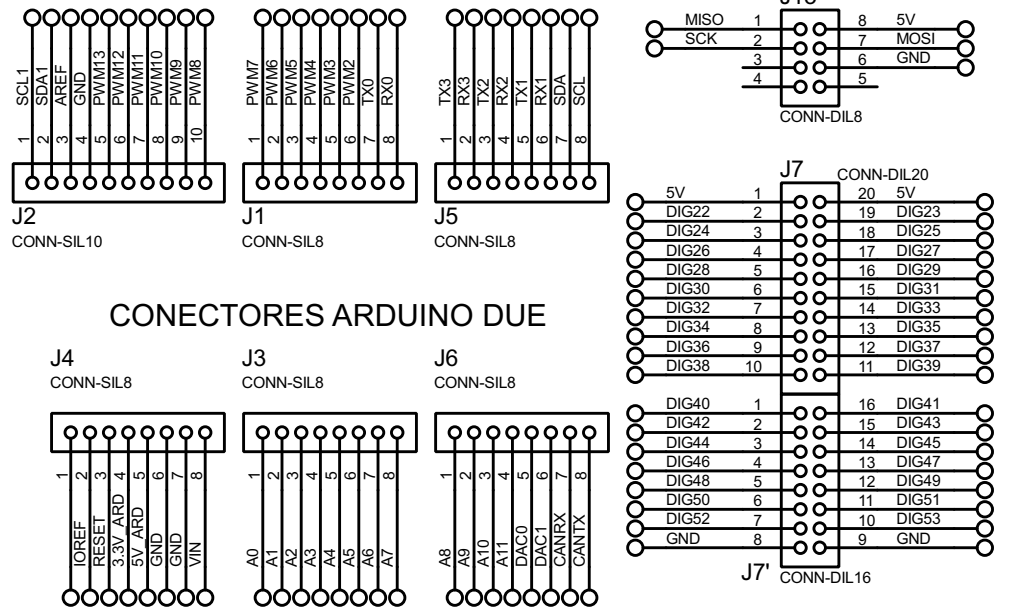 SCL1
SDA1
AREF
GND
PWM13
PWM12
PWM11
PWM10
PWM9
PWM8
1
2
3
4
5
6
7
8
9
10
J2
CONN-SIL10
PWM7
PWM6
PWM5
PWM4
PWM3
PWM2
TX0
RX0
1
2
3
4
5
6
7
8
J1
CONN-SIL8
TX3
RX3
TX2
RX2
TX1
RX1
SDA
SCL
1
2
3
4
5
6
7
8
J5
CONN-SIL8
MISO 1 8 5V
SCK 2 7 MOSI
3 6 GND
4 5
CONN-DIL8
J7
CONN-DIL20
5V 1 20 5V
DIG22 2 19 DIG23
DIG24 3 18 DIG25
DIG26 4 17 DIG27
DIG28 5 16 DIG29
DIG30 6 15 DIG31
DIG32 7 14 DIG33
DIG34 8 13 DIG35
DIG36 9 12 DIG37
DIG38 10 11 DIG39
DIG40 1 16 DIG41
DIG42 2 15 DIG43
DIG44 3 14 DIG45
DIG46 4 13 DIG47
DIG48 5 12 DIG49
DIG50 6 11 DIG51
DIG52 7 10 DIG53
GND 8 9 GND
J7'
CONN-DIL16
CONECTORES ARDUINO DUE
J4
CONN-SIL8
1
2
3
4
5
6
7
8
IOREF
RESET
3.3V_ARD
5V_ARD
GND
GND
VIN
J3
CONN-SIL8
1
2
3
4
5
6
7
8
A0
A1
A2
A3
A4
A5
A6
A7
J6
CONN-SIL8
1
2
3
4
5
6
7
8
A8
A9
A10
A11
DAC0
DAC1
CANRX
CANTX